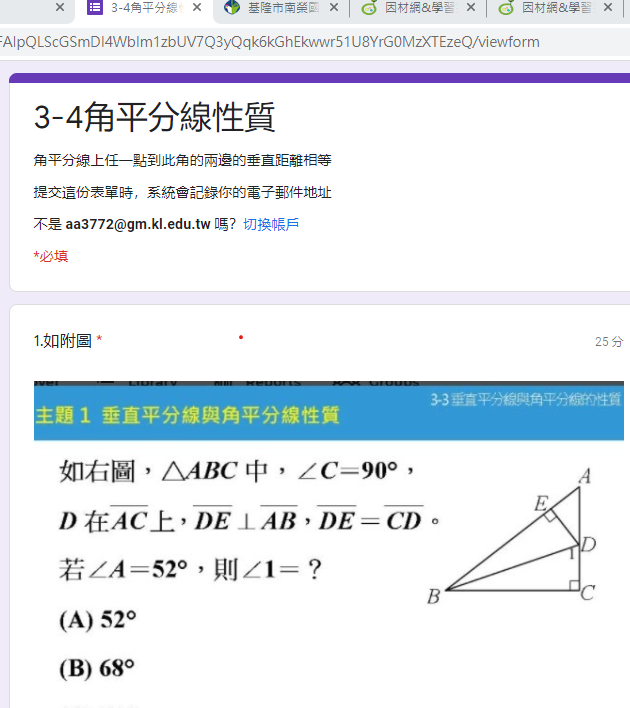 3-4角平分線
基隆市南榮國
因材網&學習
因材網&學習
FAIpQLScGSmDI4WbIm1zbUV7Q3yQqk6kGhEkwwr51U8YrG0MzXTEzeQ/viewform
3-4角平分線性質
角平分線上任一點到此角的兩邊的垂直距離相等
提交這份表單時，系統會記錄你的電子郵件地址
不是 aa3772@gm.kl.edu.tw 嗎？切換帳戶
*必填
1.如附圖 *
25 分
Library Reports Groups
主題 1 垂直平分線與角平分線性質
3-3 垂直平分線與角平分線的性質
如右圖，△ABC 中，∠C=90°，
D 在AC上，DE⊥AB，DE=CD。
若∠A=52°，則∠1=？
(A) 52°
(B) 68°
A
E
D
1
B
C